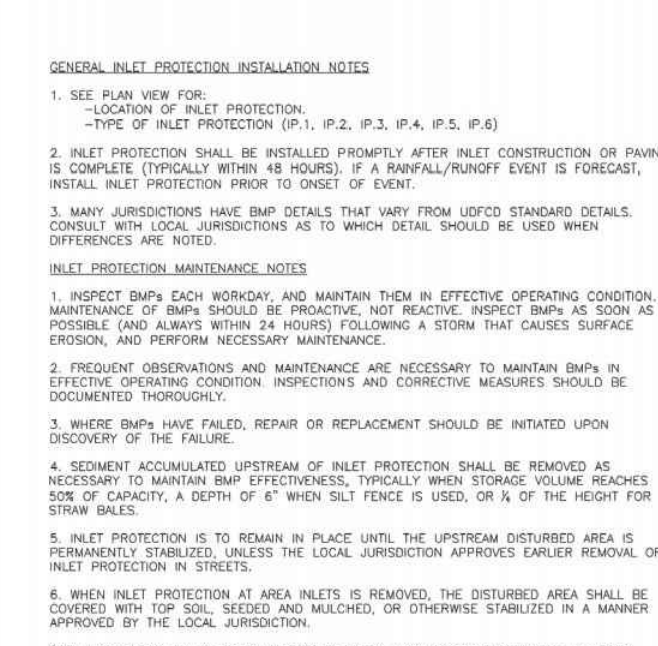 GENERAL INLET PROTECTION INSTALLATION NOTES
1. SEE PLAN VIEW FOR:
-LOCATION OF INLET PROTECTION.
-TYPE OF INLET PROTECTION (IP.1, IP.2, IP.3, IP.4, IP.5, IP.6)
2. INLET PROTECTION SHALL BE INSTALLED PROMPTLY AFTER INLET CONSTRUCTION OR PAVIN
IS COMPLETE (TYPICALLY WITHIN 48 HOURS). IF A RAINFALL/RUNOFF EVENT IS FORECAST,
INSTALL INLET PROTECTION PRIOR TO ONSET OF EVENT.
3. MANY JURISDICTIONS HAVE BMP DETAILS THAT VARY FROM UDFCD STANDARD DETAILS.
CONSULT WITH LOCAL JURISDICTIONS AS TO WHICH DETAIL SHOULD BE USED WHEN
DIFFERENCES ARE NOTED.
INLET PROTECTION MAINTENANCE NOTES
1. INSPECT BMPs EACH WORKDAY, AND MAINTAIN THEM IN EFFECTIVE OPERATING CONDITION.
MAINTENANCE OF BMPs SHOULD BE PROACTIVE, NOT REACTIVE. INSPECT BMPs AS SOON AS
POSSIBLE (AND ALWAYS WITHIN 24 HOURS) FOLLOWING A STORM THAT CAUSES SURFACE
EROSION, AND PERFORM NECESSARY MAINTENANCE.
2. FREQUENT OBSERVATIONS AND MAINTENANCE ARE NECESSARY TO MAINTAIN BMPs IN
EFFECTIVE OPERATING CONDITION. INSPECTIONS AND CORRECTIVE MEASURES SHOULD BE
DOCUMENTED THOROUGHLY.
3. WHERE BMPs HAVE FAILED, REPAIR OR REPLACEMENT SHOULD BE INITIATED UPON
DISCOVERY OF THE FAILURE.
4. SEDIMENT ACCUMULATED UPSTREAM OF INLET PROTECTION SHALL BE REMOVED AS
NECESSARY TO MAINTAIN BMP EFFECTIVENESS, TYPICALLY WHEN STORAGE VOLUME REACHES
50% OF CAPACITY, A DEPTH OF 6" WHEN SILT FENCE IS USED, OR ¼ OF THE HEIGHT FOR
STRAW BALES.
5. INLET PROTECTION IS TO REMAIN IN PLACE UNTIL THE UPSTREAM DISTURBED AREA IS
PERMANENTLY STABILIZED, UNLESS THE LOCAL JURISDICTION APPROVES EARLIER REMOVAL OF
INLET PROTECTION IN STREETS.
6. WHEN INLET PROTECTION AT AREA INLETS IS REMOVED, THE DISTURBED AREA SHALL BE
COVERED WITH TOP SOIL, SEEDED AND MULCHED, OR OTHERWISE STABILIZED IN A MANNER
APPROVED BY THE LOCAL JURISDICTION.